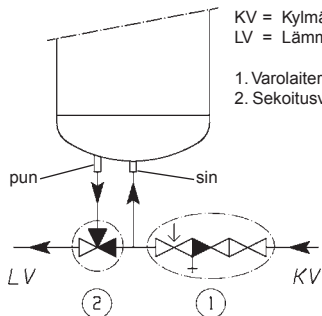 KV = Kylmä
LV = Lämm
1. Varolaiter
2. Sekoitusv
pun
sin
LV
KV
2
1